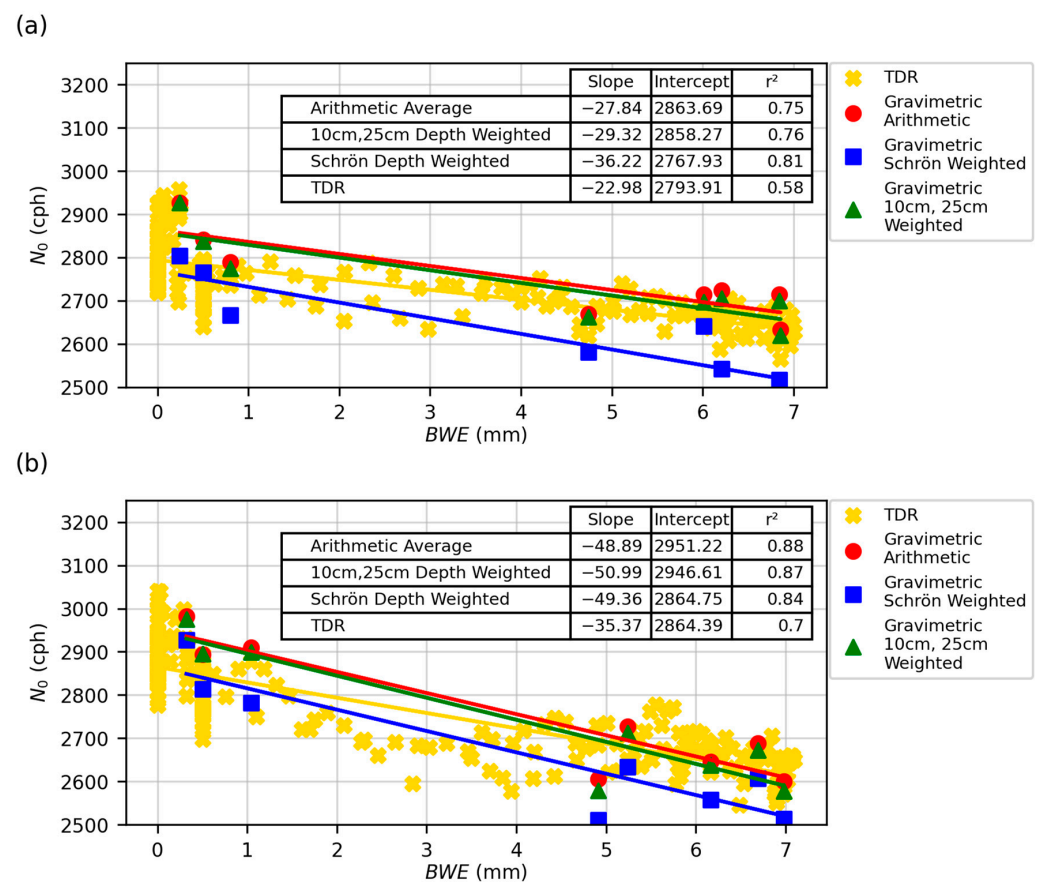 (a)
Slope Intercept r²
Arithmetic Average −27.84 2863.69 0.75
10cm,25cm Depth Weighted −29.32 2858.27 0.76
Schrön Depth Weighted −36.22 2767.93 0.81
TDR −22.98 2793.91 0.58
3200
3100
3000
2900
2800
2700
2600
2500
N₀ (cph)
0 1 2 3 4 5 6 7
BWE (mm)
TDR
Gravimetric
Arithmetic
Gravimetric
Schrön Weighted
Gravimetric
10cm, 25cm
Weighted
(b)
Slope Intercept r²
Arithmetic Average −48.89 2951.22 0.88
10cm,25cm Depth Weighted −50.99 2946.61 0.87
Schrön Depth Weighted −49.36 2864.75 0.84
TDR −35.37 2864.39 0.7
3200
3100
3000
2900
2800
2700
2600
2500
N₀ (cph)
0 1 2 3 4 5 6 7
BWE (mm)
TDR
Gravimetric
Arithmetic
Gravimetric
Schrön Weighted
Gravimetric
10cm, 25cm
Weighted